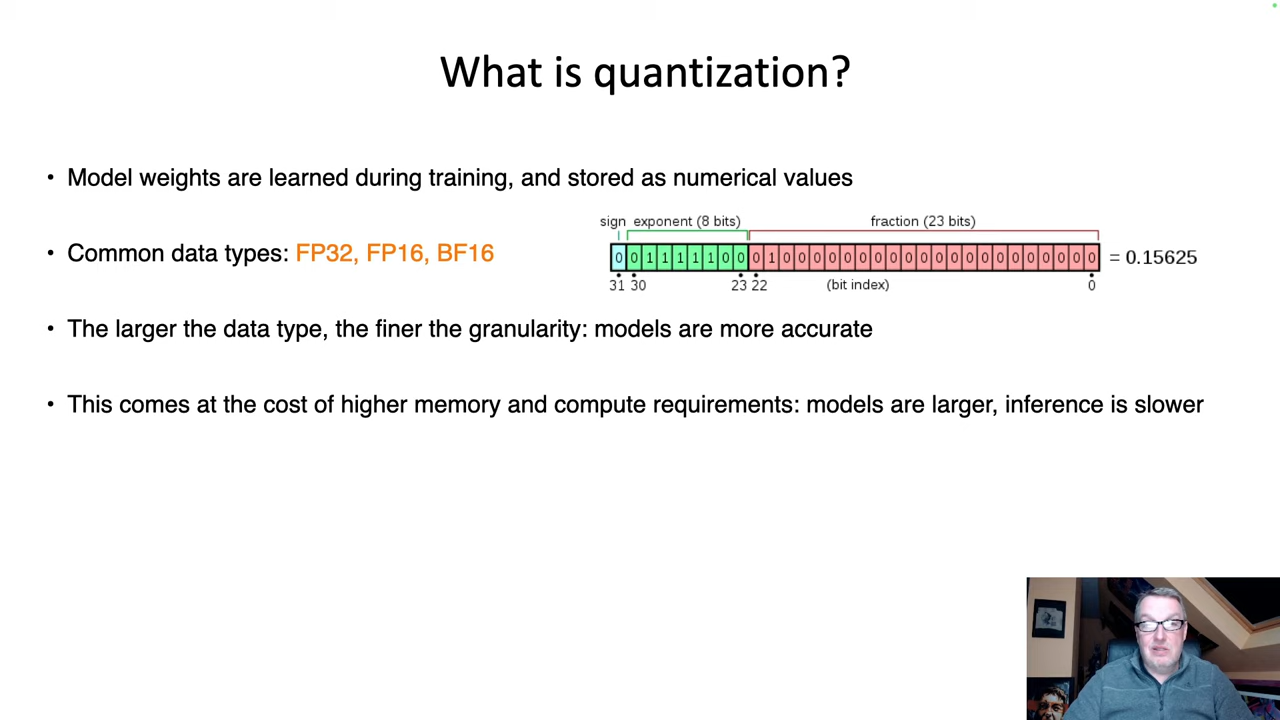 What is quantization?
• Model weights are learned during training, and stored as numerical values
• Common data types: FP32, FP16, BF16
sign exponent (8 bits) fraction (23 bits)
0 0 1 1 1 1 1 0 0 0 1 0 0 0 0 0 0 0 0 0 0 0 0 0 0 0 0 0 0 0 0 0 = 0.15625
31 30 23 22 (bit index) 0
• The larger the data type, the finer the granularity: models are more accurate
• This comes at the cost of higher memory and compute requirements: models are larger, inference is slower